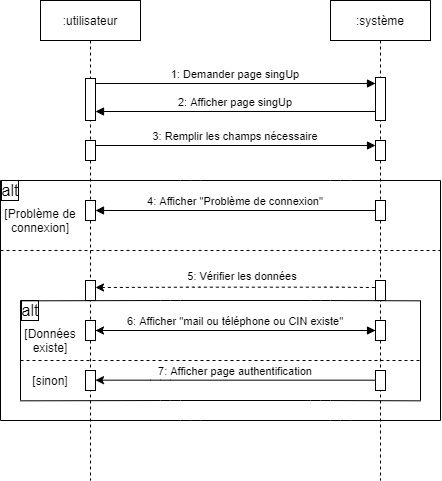 :utilisateur
:système
1: Demander page singUp
2: Afficher page singUp
3: Remplir les champs nécessaire
alt
[Problème de
connexion]
4: Afficher "Problème de connexion"
5: Vérifier les données
alt
[Données
existe]
6: Afficher "mail ou téléphone ou CIN existe"
[sinon]
7: Afficher page authentification